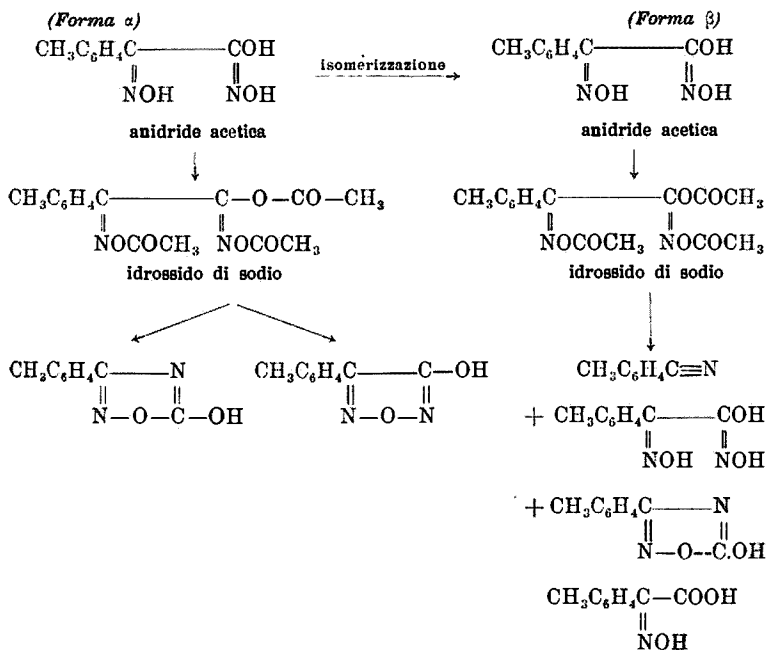 (Forma α) (Forma β)
CH₃C₆H₄C COH isomerizzazione CH₃C₆H₄C COH
NOH NOH NOH NOH
anidride acetica anidride acetica
CH₃C₆H₄C C—O—CO—CH₃ CH₃C₆H₄C COCOCH₃
NOCOCH₃ NOCOCH₃ NOCOCH₃ NOCOCH₃
idrossido di sodio idrossido di sodio
CH₃C₆H₄C N CH₃C₆H₄C C—OH CH₃C₆H₄C≡N
N—O—C—OH N—O—N
+ CH₃C₆H₄C COH
NOH NOH
+ CH₃C₆H₄C N
N—O--C.OH
CH₃C₆H₄C—COOH
NOH